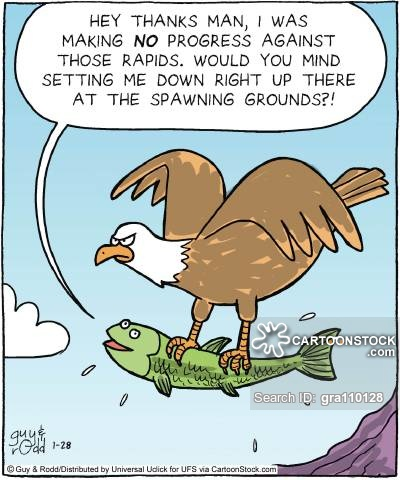 HEY THANKS MAN, I WAS
MAKING NO PROGRESS AGAINST
THOSE RAPIDS. WOULD YOU MIND
SETTING ME DOWN RIGHT UP THERE
AT THE SPAWNING GROUNDS?!
CARTOONSTOCK
.com
Search ID: gra110128
guy &
rodd 1-28
© Guy & Rodd/Distributed by Universal Uclick for UFS via CartoonStock.com